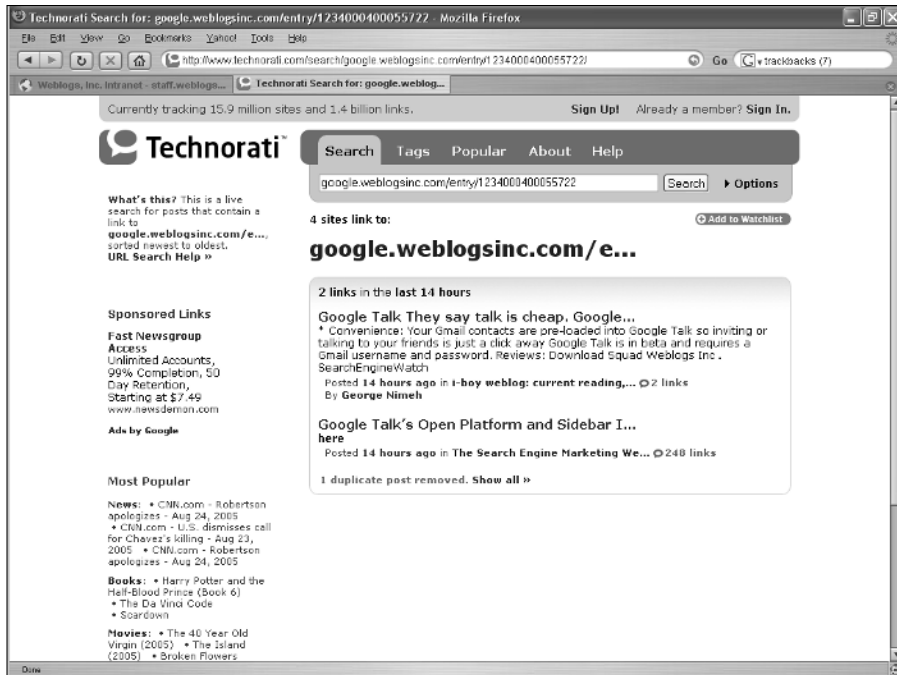 Technorati Search for: google.weblogsinc.com/entry/1234000400055722 - Mozilla Firefox
File Edit View Go Bookmarks Yahoo! Tools Help
http://www.technorati.com/search/google.weblogsinc.com/entry/1234000400055722/ Go trackbacks (7)
Weblogs, Inc. Intranet - staff.weblogs... Technorati Search for: google.weblog...
Currently tracking 15.9 million sites and 1.4 billion links. Sign Up! Already a member? Sign In.
Technorati™
Search Tags Popular About Help
google.weblogsinc.com/entry/1234000400055722 Search Options
What's this? This is a live
search for posts that contain a
link to
google.weblogsinc.com/e...,
sorted newest to oldest.
URL Search Help »
4 sites link to: Add to Watchlist
google.weblogsinc.com/e...
2 links in the last 14 hours
Google Talk They say talk is cheap. Google...
* Convenience: Your Gmail contacts are pre-loaded into Google Talk so inviting or
talking to your friends is just a click away Google Talk is in beta and requires a
Gmail username and password. Reviews: Download Squad Weblogs Inc .
SearchEngineWatch
Posted 14 hours ago in i-boy weblog: current reading,... 2 links
By George Nimeh
Google Talk's Open Platform and Sidebar I...
here
Posted 14 hours ago in The Search Engine Marketing We... 248 links
1 duplicate post removed. Show all »
Sponsored Links
Fast Newsgroup
Access
Unlimited Accounts,
99% Completion, 50
Day Retention,
Starting at $7.49
www.newsdemon.com
Ads by Google
Most Popular
News: • CNN.com - Robertson
apologizes - Aug 24, 2005
• CNN.com - U.S. dismisses call
for Chavez's killing - Aug 23,
2005 • CNN.com - Robertson
apologizes - Aug 24, 2005
Books: • Harry Potter and the
Half-Blood Prince (Book 6)
• The Da Vinci Code
• Scardown
Movies: • The 40 Year Old
Virgin (2005) • The Island
(2005) • Broken Flowers
Done